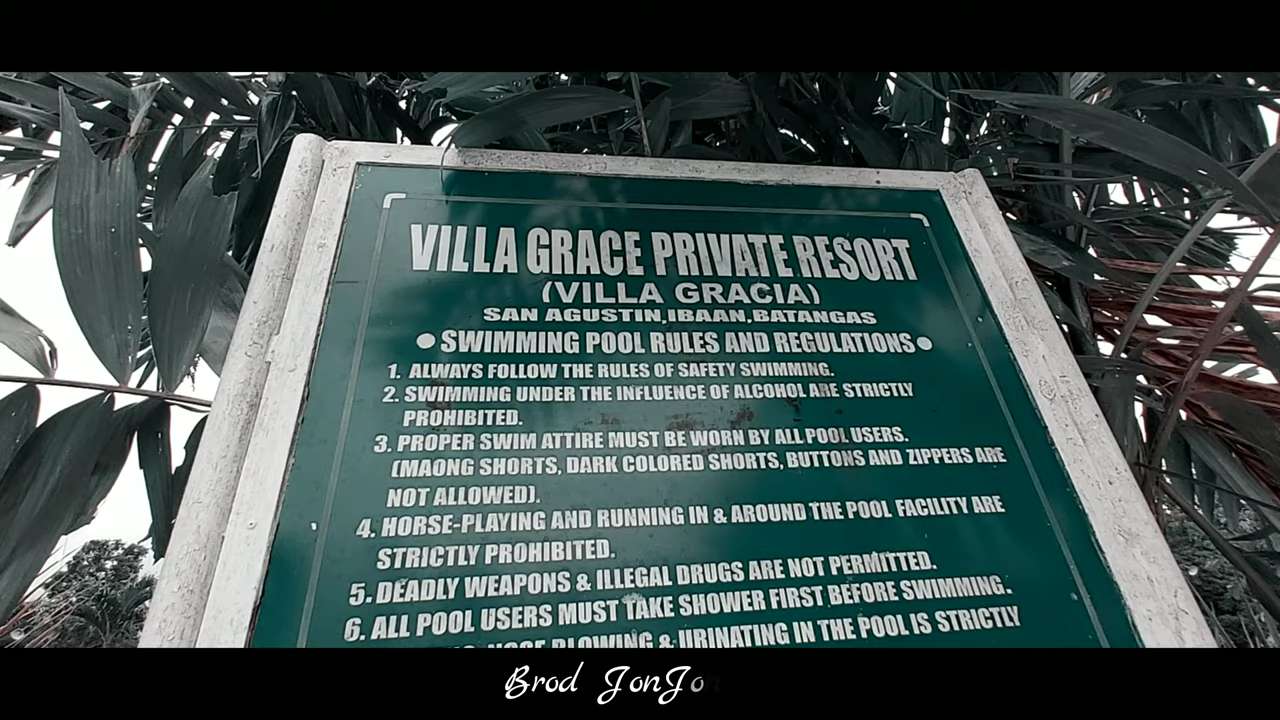 VILLA GRACE PRIVATE RESORT
(VILLA GRACIA)
SAN AGUSTIN,IBAAN,BATANGAS
● SWIMMING POOL RULES AND REGULATIONS ●
1. ALWAYS FOLLOW THE RULES OF SAFETY SWIMMING.
2. SWIMMING UNDER THE INFLUENCE OF ALCOHOL ARE STRICTLY
PROHIBITED.
3. PROPER SWIM ATTIRE MUST BE WORN BY ALL POOL USERS.
(MAONG SHORTS, DARK COLORED SHORTS, BUTTONS AND ZIPPERS ARE
NOT ALLOWED).
4. HORSE-PLAYING AND RUNNING IN & AROUND THE POOL FACILITY ARE
STRICTLY PROHIBITED.
5. DEADLY WEAPONS & ILLEGAL DRUGS ARE NOT PERMITTED.
6. ALL POOL USERS MUST TAKE SHOWER FIRST BEFORE SWIMMING.
NOSE BLOWING & URINATING IN THE POOL IS STRICTLY
Brod JonJo